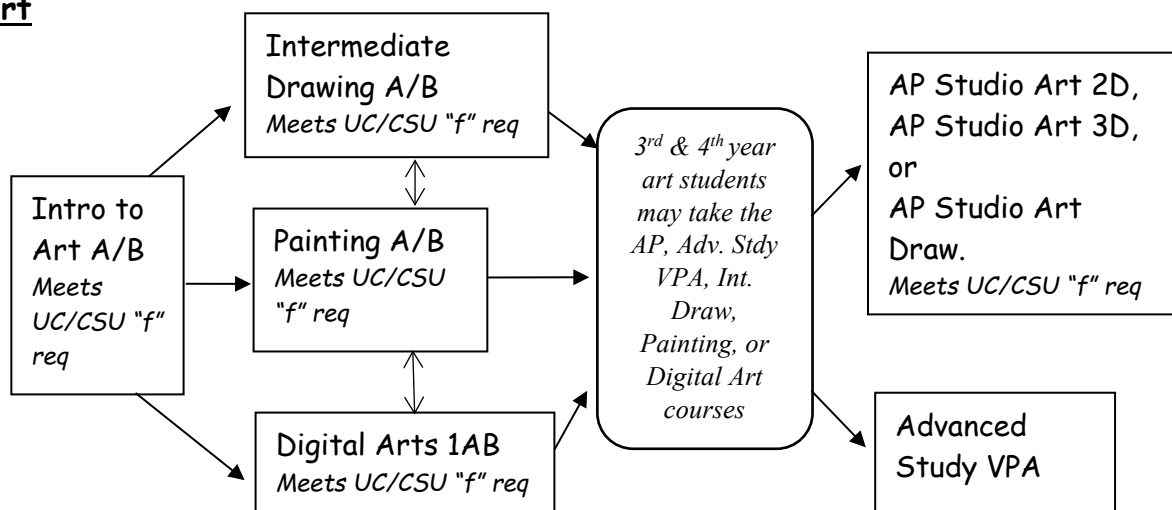 rt
Intermediate
Drawing A/B
Meets UC/CSU “f” req
Intro to
Art A/B
Meets
UC/CSU “f”
req
Painting A/B
Meets UC/CSU
“f” req
Digital Arts 1AB
Meets UC/CSU “f” req
3rd & 4th year
art students
may take the
AP, Adv. Stdy
VPA, Int.
Draw,
Painting, or
Digital Art
courses
AP Studio Art 2D,
AP Studio Art 3D,
or
AP Studio Art
Draw.
Meets UC/CSU “f” req
Advanced
Study VPA